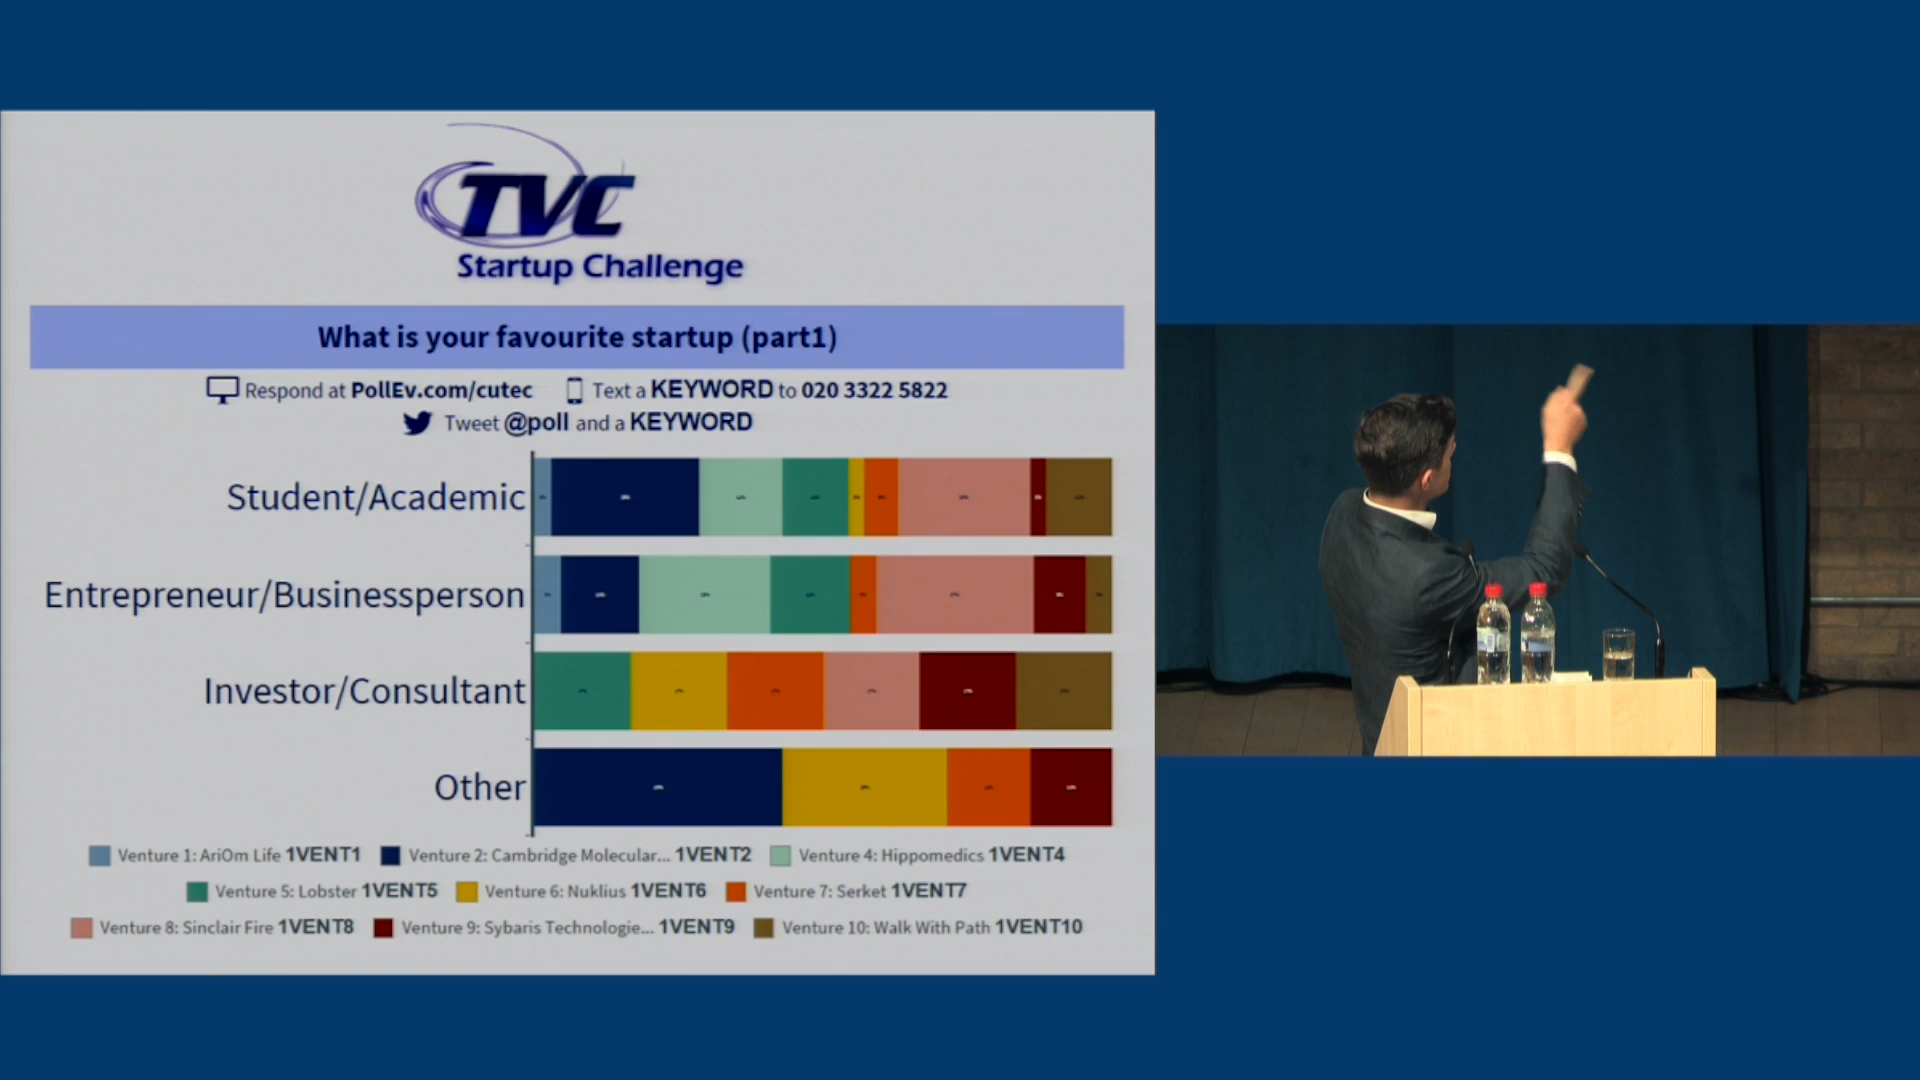 TVC
Startup Challenge
What is your favourite startup (part1)
Respond at PollEv.com/cutec Text a KEYWORD to 020 3322 5822
Tweet @poll and a KEYWORD
Student/Academic
Entrepreneur/Businessperson
Investor/Consultant
Other
Venture 1: AriOm Life 1VENT1 Venture 2: Cambridge Molecular... 1VENT2 Venture 4: Hippomedics 1VENT4
Venture 5: Lobster 1VENT5 Venture 6: Nuklius 1VENT6 Venture 7: Serket 1VENT7
Venture 8: Sinclair Fire 1VENT8 Venture 9: Sybaris Technologie... 1VENT9 Venture 10: Walk With Path 1VENT10